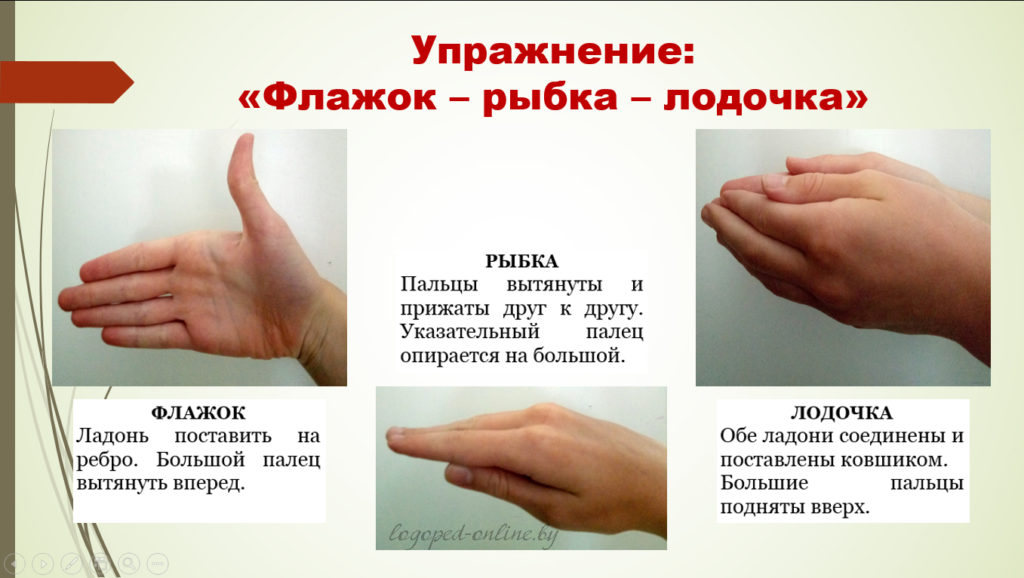 Упражнение:
«Флажок – рыбка – лодочка»
РЫБКА
Пальцы вытянуты и
прижаты друг к другу.
Указательный палец
опирается на большой.
ФЛАЖОК
Ладонь поставить на
ребро. Большой палец
вытянуть вперед.
ЛОДОЧКА
Обе ладони соединены и
поставлены ковшиком.
Большие пальцы
подняты вверх.
logoped-online.by